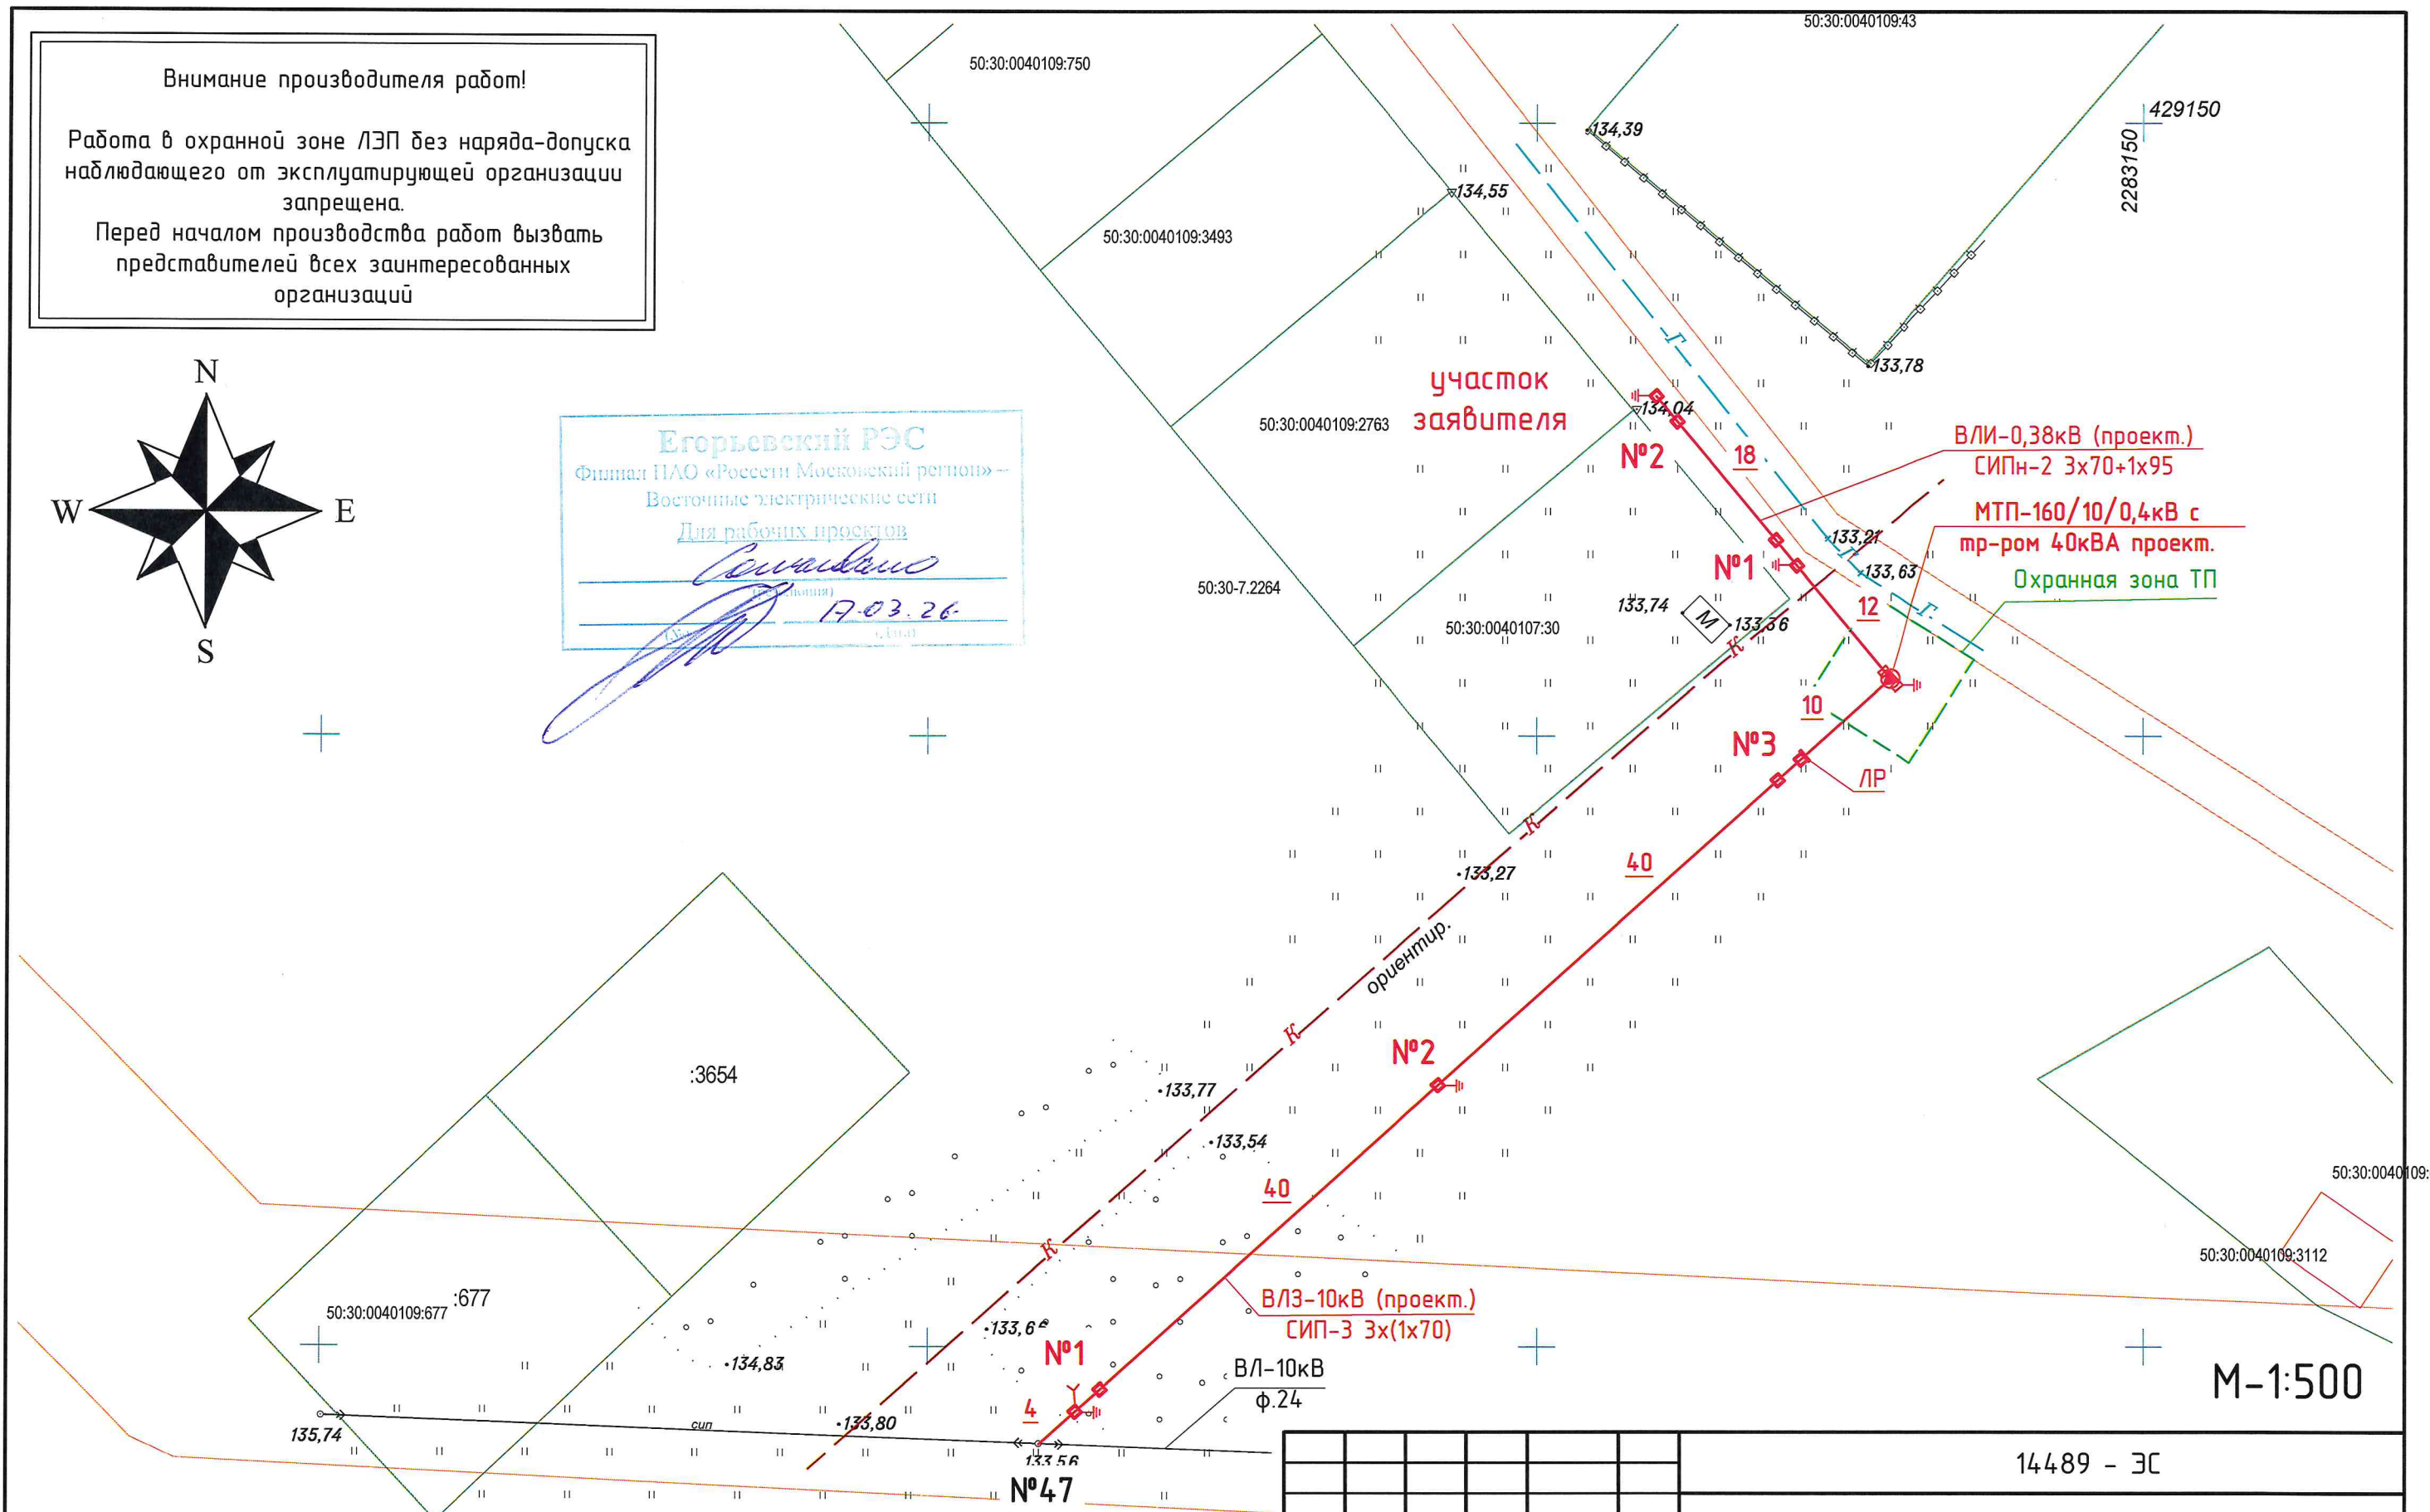 Внимание производителя работ!
Работа в охранной зоне ЛЭП без наряда-допуска
наблюдающего от эксплуатирующей организации
запрещена.
Перед началом производства работ вызвать
представителей всех заинтересованных
организаций
N
W
E
S
Егорьевский РЭС
Филиал ПАО «Россети Московский регион» –
Восточные электрические сети
Для рабочих проектов
Согласовано
17.03.26
50:30:0040109:43
50:30:0040109:750
429150
2283150
134,39
134,55
50:30:0040109:3493
133,78
участок
заявителя
134,04
50:30:0040109:2763
№2
18
Г
ВЛИ-0,38кВ (проект.)
СИПн-2 3х70+1х95
МТП-160/10/0,4кВ с
тр-ром 40кВА проект.
133,21
Г
№1
133,63
Охранная зона ТП
50:30-7.2264
133,74
М
133,36
12
Г
50:30:0040107:30
К
10
№3
ЛР
К
40
133,27
ориентир.
К
№2
:3654
133,77
133,54
40
50:30:0040109:
К
50:30:0040109:3112
:677
50:30:0040109:677
ВЛЗ-10кВ (проект.)
СИП-3 3х(1х70)
133,6
№1
134,83
ВЛ-10кВ
ф.24
М-1:500
4
133,80
сип
135,74
133,56
№47
14489 - ЭС